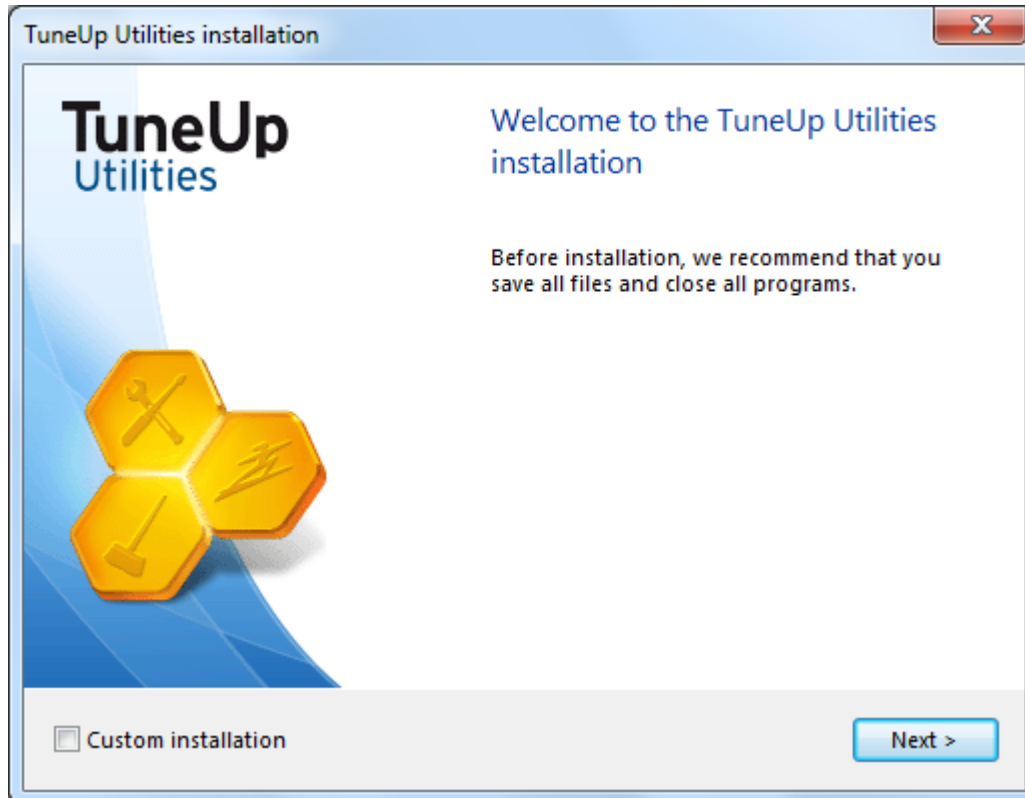 TuneUp Utilities installation
TuneUp
Utilities
Welcome to the TuneUp Utilities
installation
Before installation, we recommend that you
save all files and close all programs.
Custom installation
Next >